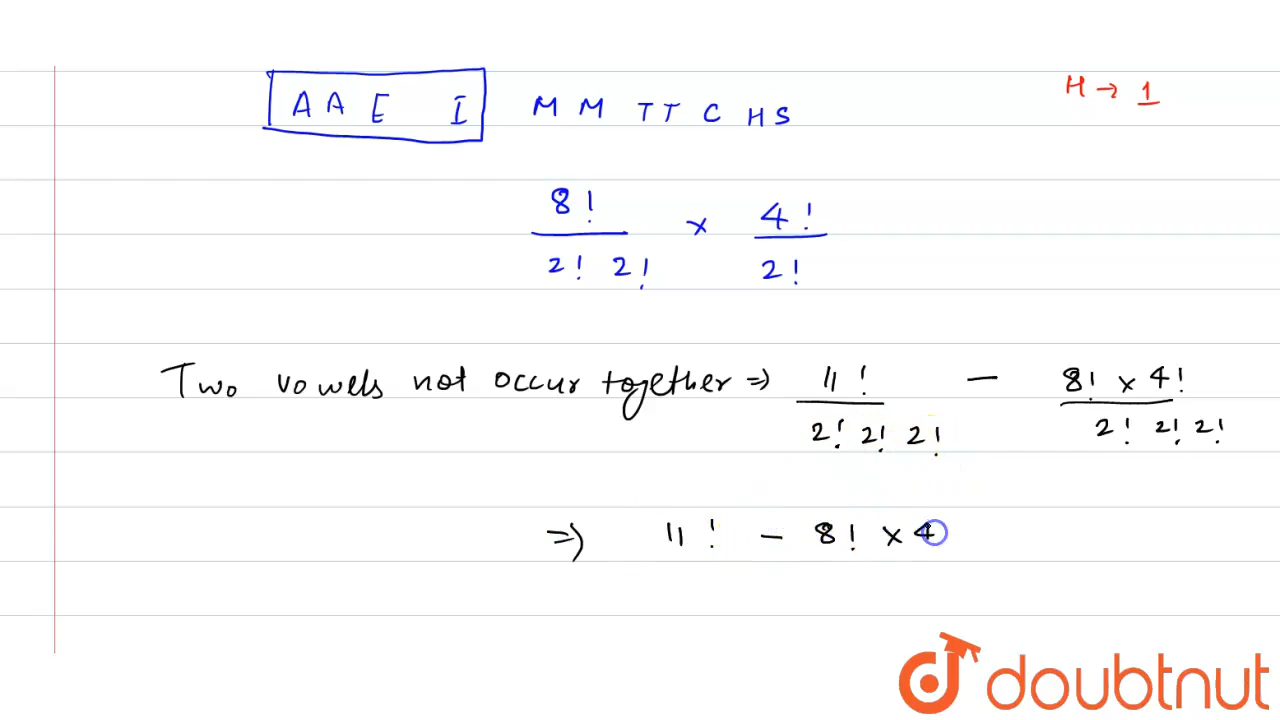 A A E I M M T T C H S H → 1
8! / 2! 2! × 4! / 2!
Two vowels not occur together ⇒ 11! / 2! 2! 2! − 8! × 4! / 2! 2! 2!
⇒ 11! − 8! × 4
doubtnut